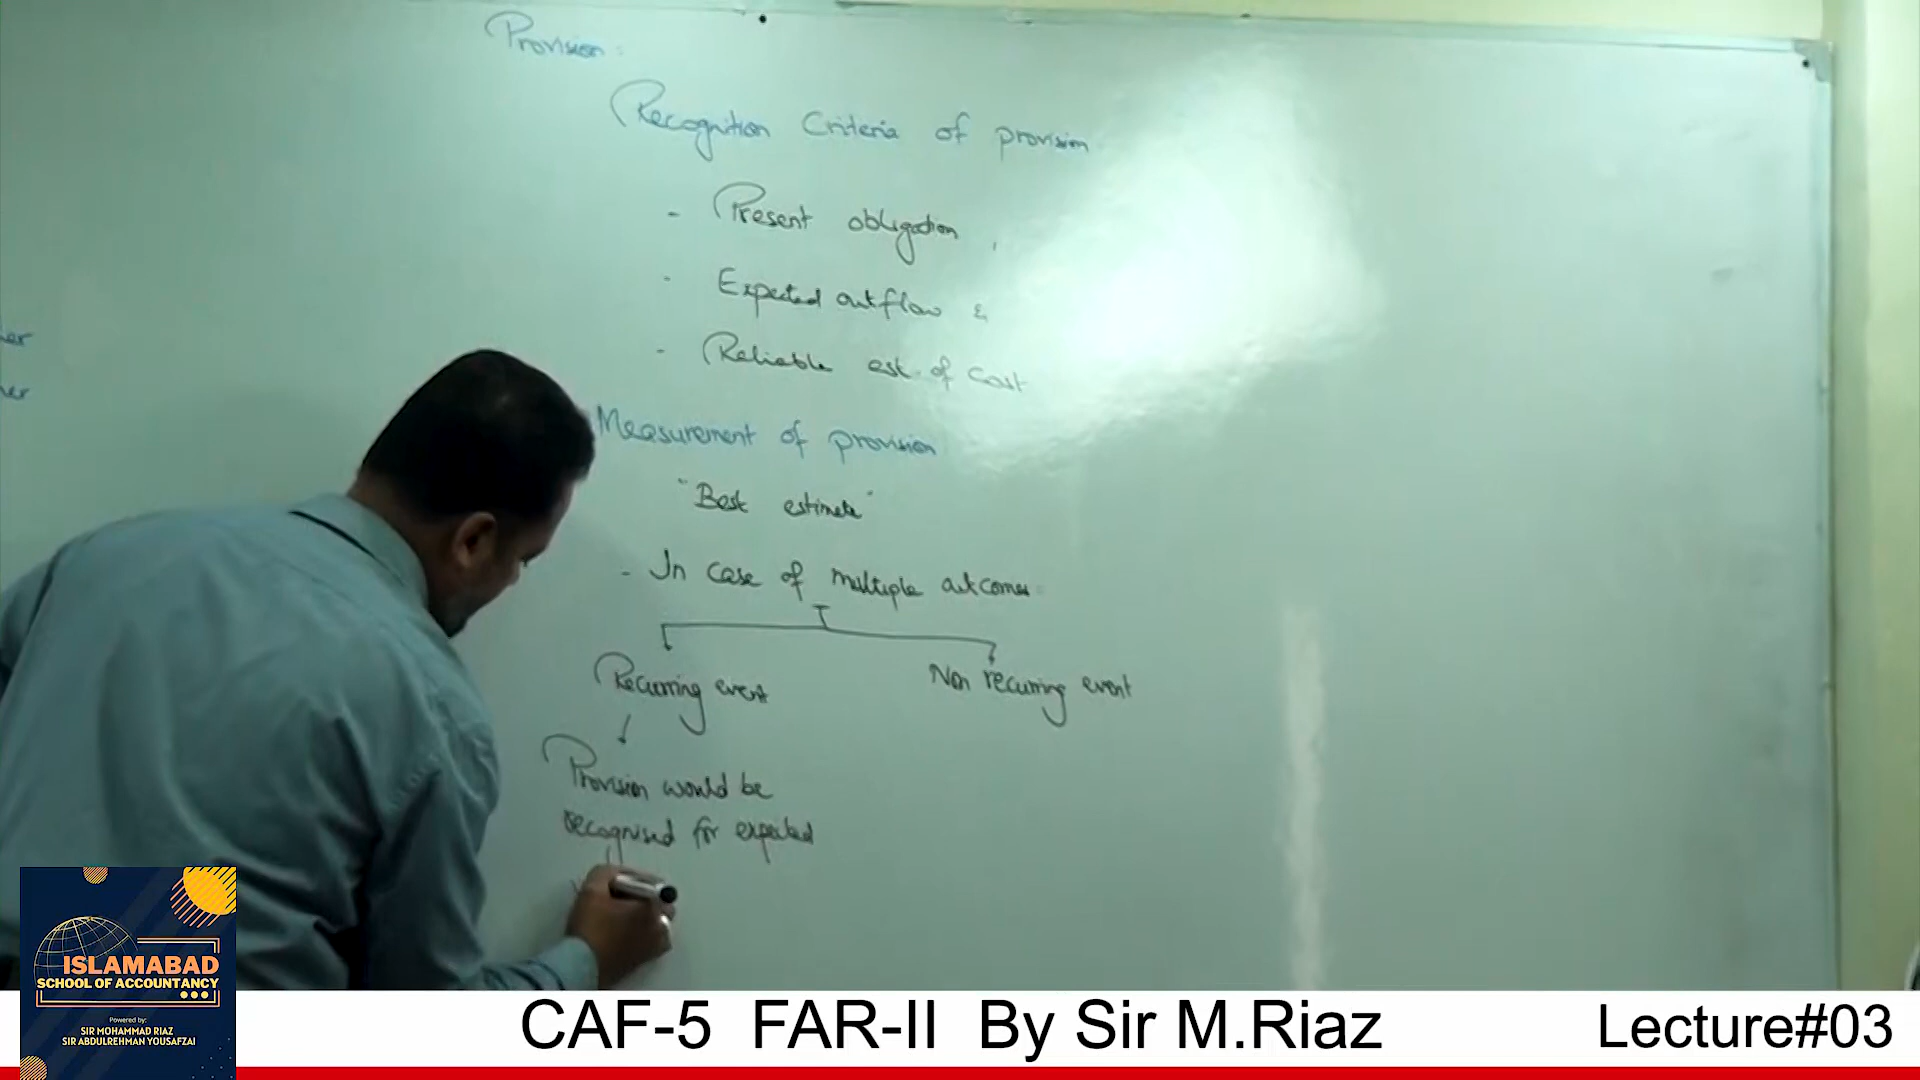 Provision:
Recognition Criteria of provision
- Present obligation,
- Expected outflow &
- Reliable est. of Cost
Measurement of provision
"Best estimate"
- In case of multiple outcomes
Recurring event
Non recurring event
Provision would be
recognised for expected
ISLAMABAD
SCHOOL OF ACCOUNTANCY
Powered by:
SIR MOHAMMAD RIAZ
SIR ABDULREHMAN YOUSAFZAI
CAF-5 FAR-II By Sir M.Riaz
Lecture#03